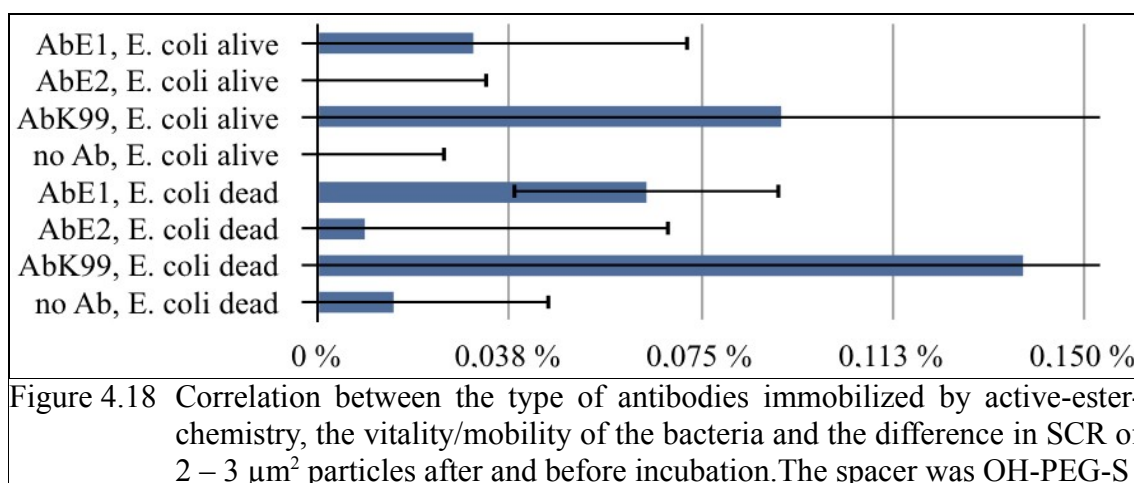 AbE1, E. coli alive
AbE2, E. coli alive
AbK99, E. coli alive
no Ab, E. coli alive
AbE1, E. coli dead
AbE2, E. coli dead
AbK99, E. coli dead
no Ab, E. coli dead
0 % 0,038 % 0,075 % 0,113 % 0,150 %
Figure 4.18 Correlation between the type of antibodies immobilized by active-ester-
chemistry, the vitality/mobility of the bacteria and the difference in SCR of
2 – 3 µm² particles after and before incubation.The spacer was OH-PEG-S